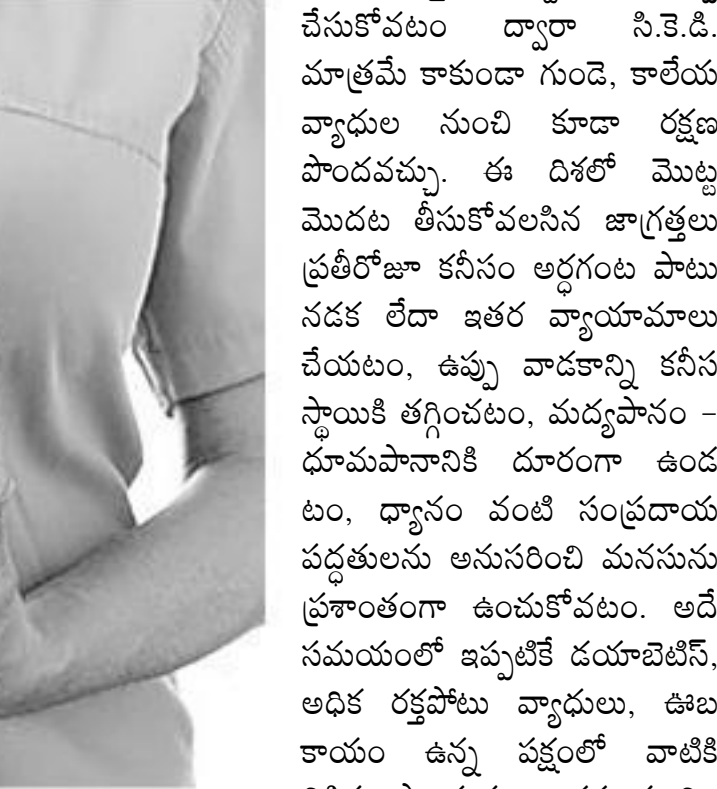 చేసుకోవటం ద్వారా సి.కె.డి.
మాత్రమే కాకుండా గుండె, కాలేయ
వ్యాధుల నుంచి కూడా రక్షణ
పొందవచ్చు. ఈ దిశలో మొట్ట
మొదట తీసుకోవలసిన జాగ్రత్తలు
ప్రతీరోజూ కనీసం అర్ధగంట పాటు
నడక లేదా ఇతర వ్యాయామాలు
చేయటం, ఉప్పు వాడకాన్ని కనీస
స్థాయికి తగ్గించటం, మద్యపానం –
ధూమపానానికి దూరంగా ఉండ
టం, ధ్యానం వంటి సంప్రదాయ
పద్ధతులను అనుసరించి మనసును
ప్రశాంతంగా ఉంచుకోవటం. అదే
సమయంలో ఇప్పటికే డయాబెటిస్,
అధిక రక్తపోటు వ్యాధులు, ఊబ
కాయం ఉన్న పక్షంలో వాటికి